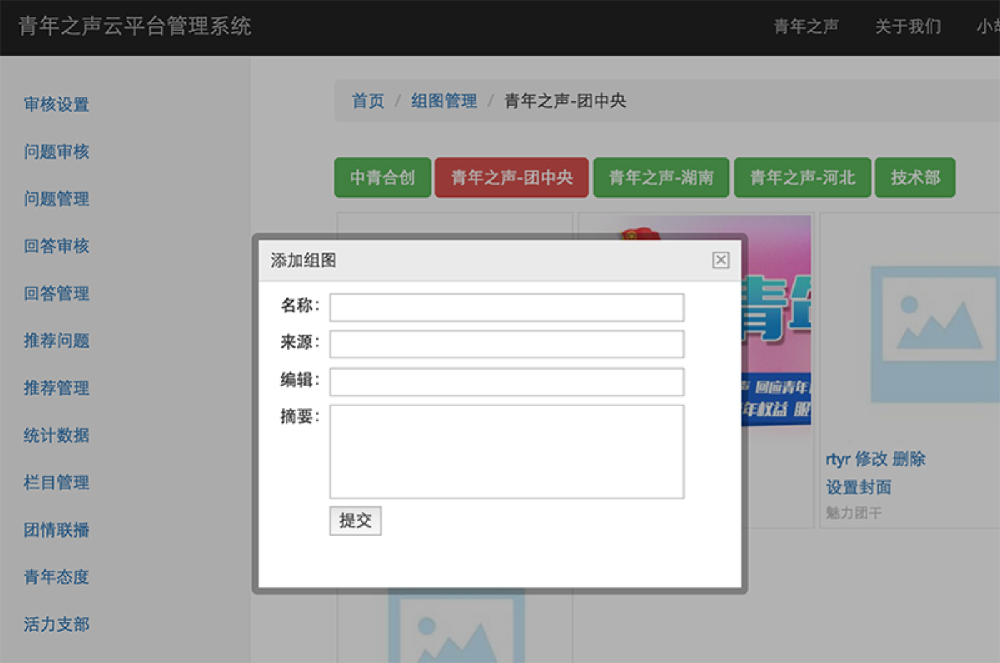 青年之声云平台管理系统 青年之声 关于我们 小
审核设置
问题审核
问题管理
回答审核
回答管理
推荐问题
推荐管理
统计数据
栏目管理
团情联播
青年态度
活力支部
首页 / 组图管理 / 青年之声-团中央
中青合创 青年之声-团中央 青年之声-湖南 青年之声-河北 技术部
添加组图
名称：
来源：
编辑：
摘要：
提交
青
回应青年
年权益 服
rtyr 修改 删除
设置封面
魅力团干